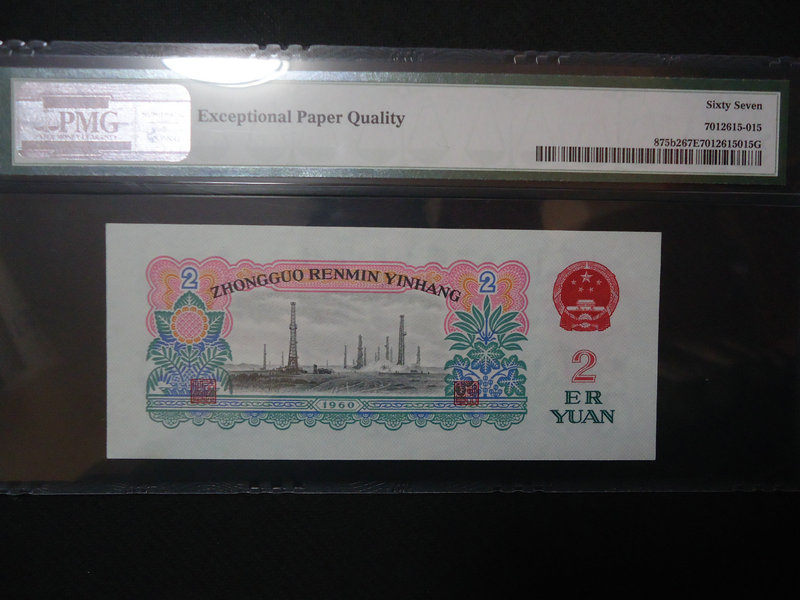 PMG
Exceptional Paper Quality
Sixty Seven
7012615-015
875b267E7012615015G
2
ZHONGGUO RENMIN YINHANG
2
1960
2
ER
YUAN